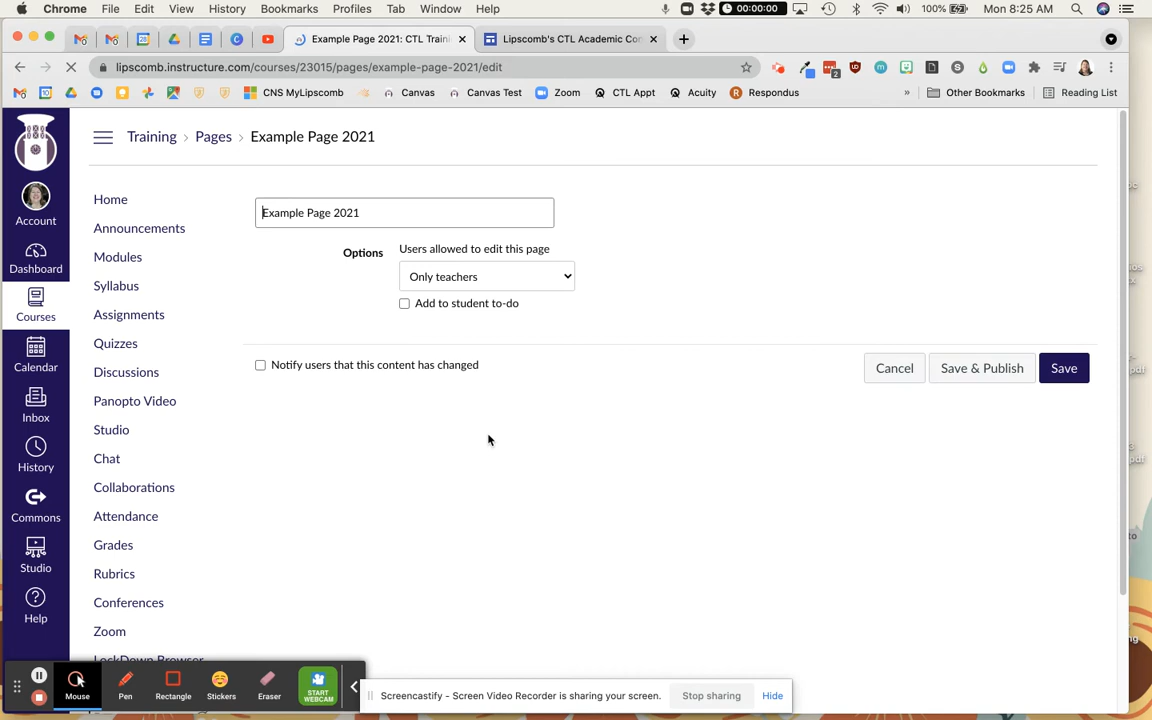 Chrome File Edit View History Bookmarks Profiles Tab Window Help 00:00:00 100% Mon 8:25 AM
Example Page 2021: CTL Traini
Lipscomb's CTL Academic Con
lipscomb.instructure.com/courses/23015/pages/example-page-2021/edit
CNS MyLipscomb Canvas Canvas Test Zoom CTL Appt Acuity Respondus » Other Bookmarks Reading List
Training › Pages › Example Page 2021
Account
Dashboard
Courses
Calendar
Inbox
History
Commons
Studio
Help
Home
Announcements
Modules
Syllabus
Assignments
Quizzes
Discussions
Panopto Video
Studio
Chat
Collaborations
Attendance
Grades
Rubrics
Conferences
Zoom
LockDown Browser
Example Page 2021
Options
Users allowed to edit this page
Only teachers
Add to student to-do
Notify users that this content has changed
Cancel
Save & Publish
Save
Mouse
Pen
Rectangle
Stickers
Eraser
START
WEBCAM
Screencastify - Screen Video Recorder is sharing your screen.
Stop sharing
Hide